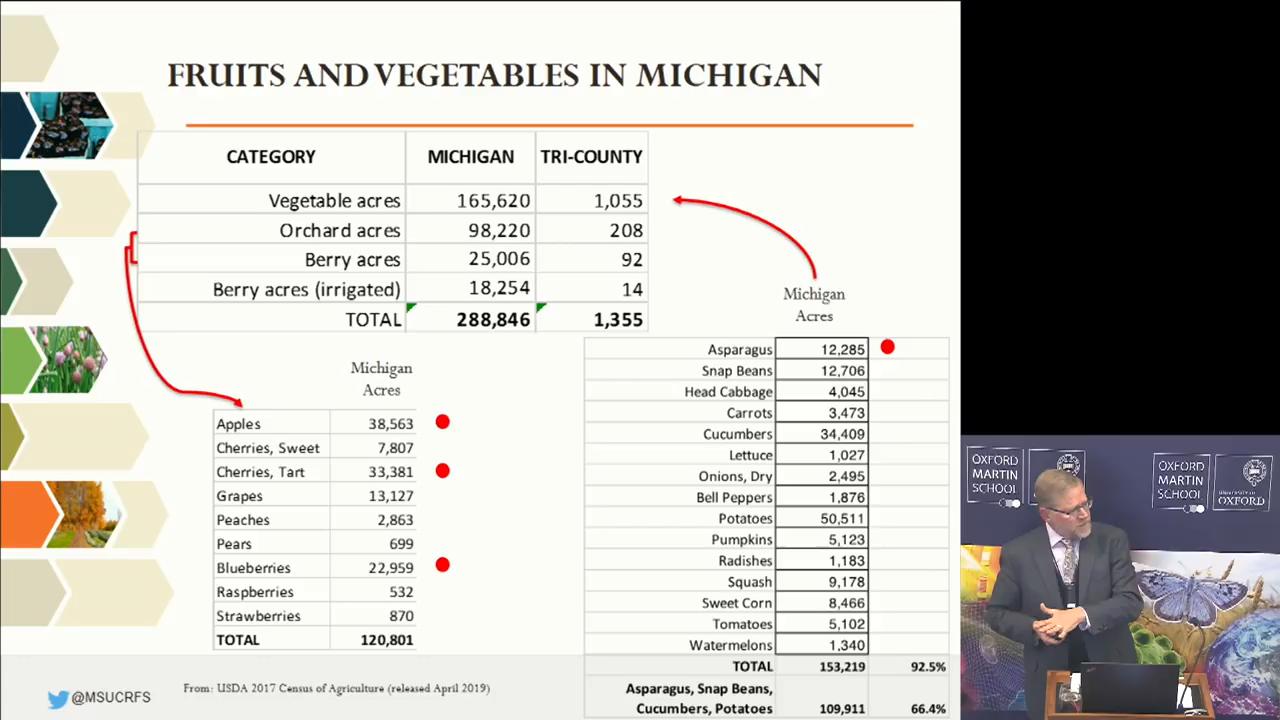 FRUITS AND VEGETABLES IN MICHIGAN
CATEGORY MICHIGAN TRI-COUNTY
Vegetable acres 165,620 1,055
Orchard acres 98,220 208
Berry acres 25,006 92
Berry acres (irrigated) 18,254 14
TOTAL 288,846 1,355
Michigan
Acres
Apples 38,563
Cherries, Sweet 7,807
Cherries, Tart 33,381
Grapes 13,127
Peaches 2,863
Pears 699
Blueberries 22,959
Raspberries 532
Strawberries 870
TOTAL 120,801
Michigan
Acres
Asparagus 12,285
Snap Beans 12,706
Head Cabbage 4,045
Carrots 3,473
Cucumbers 34,409
Lettuce 1,027
Onions, Dry 2,495
Bell Peppers 1,876
Potatoes 50,511
Pumpkins 5,123
Radishes 1,183
Squash 9,178
Sweet Corn 8,466
Tomatoes 5,102
Watermelons 1,340
TOTAL 153,219 92.5%
Asparagus, Snap Beans,
Cucumbers, Potatoes 109,911 66.4%
@MSUCRFS
From: USDA 2017 Census of Agriculture (released April 2019)
OXFORD
MARTIN
SCHOOL
OXFORD
MARTIN
SCHOOL
OXFORD